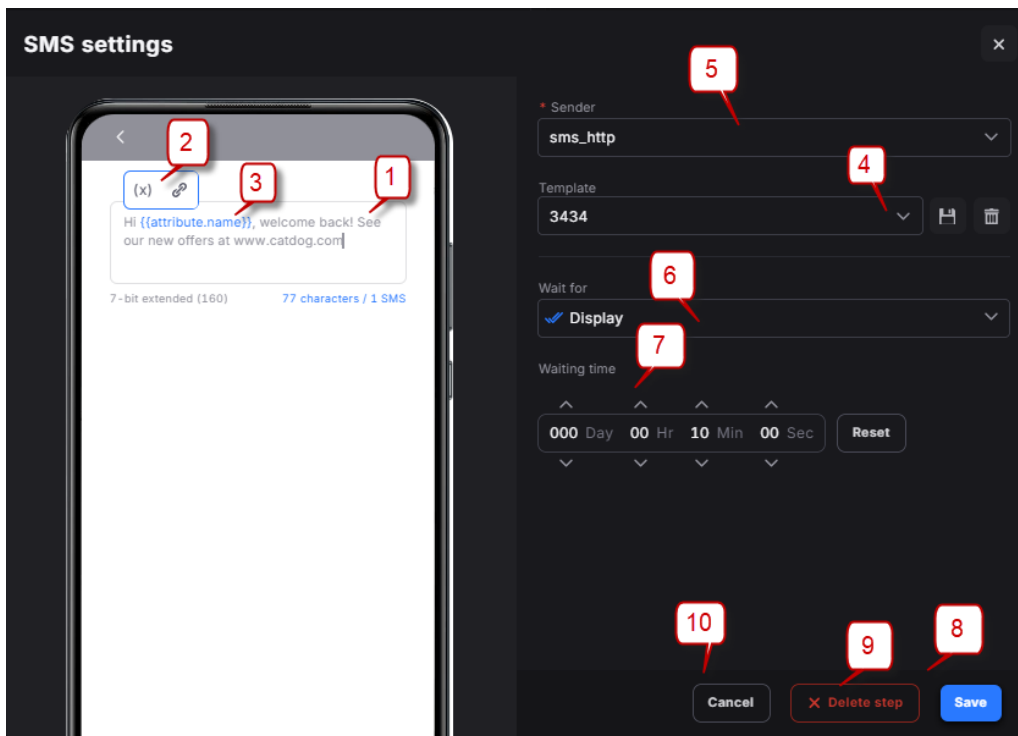 SMS settings
5
* Sender
sms_http
4
Template
3434
6
Wait for
Display
7
Waiting time
000 Day 00 Hr 10 Min 00 Sec Reset
2
3
1
(x)
Hi {{attribute.name}}, welcome back! See
our new offers at www.catdog.com
7-bit extended (160) 77 characters / 1 SMS
10
9
8
Cancel
Delete step
Save